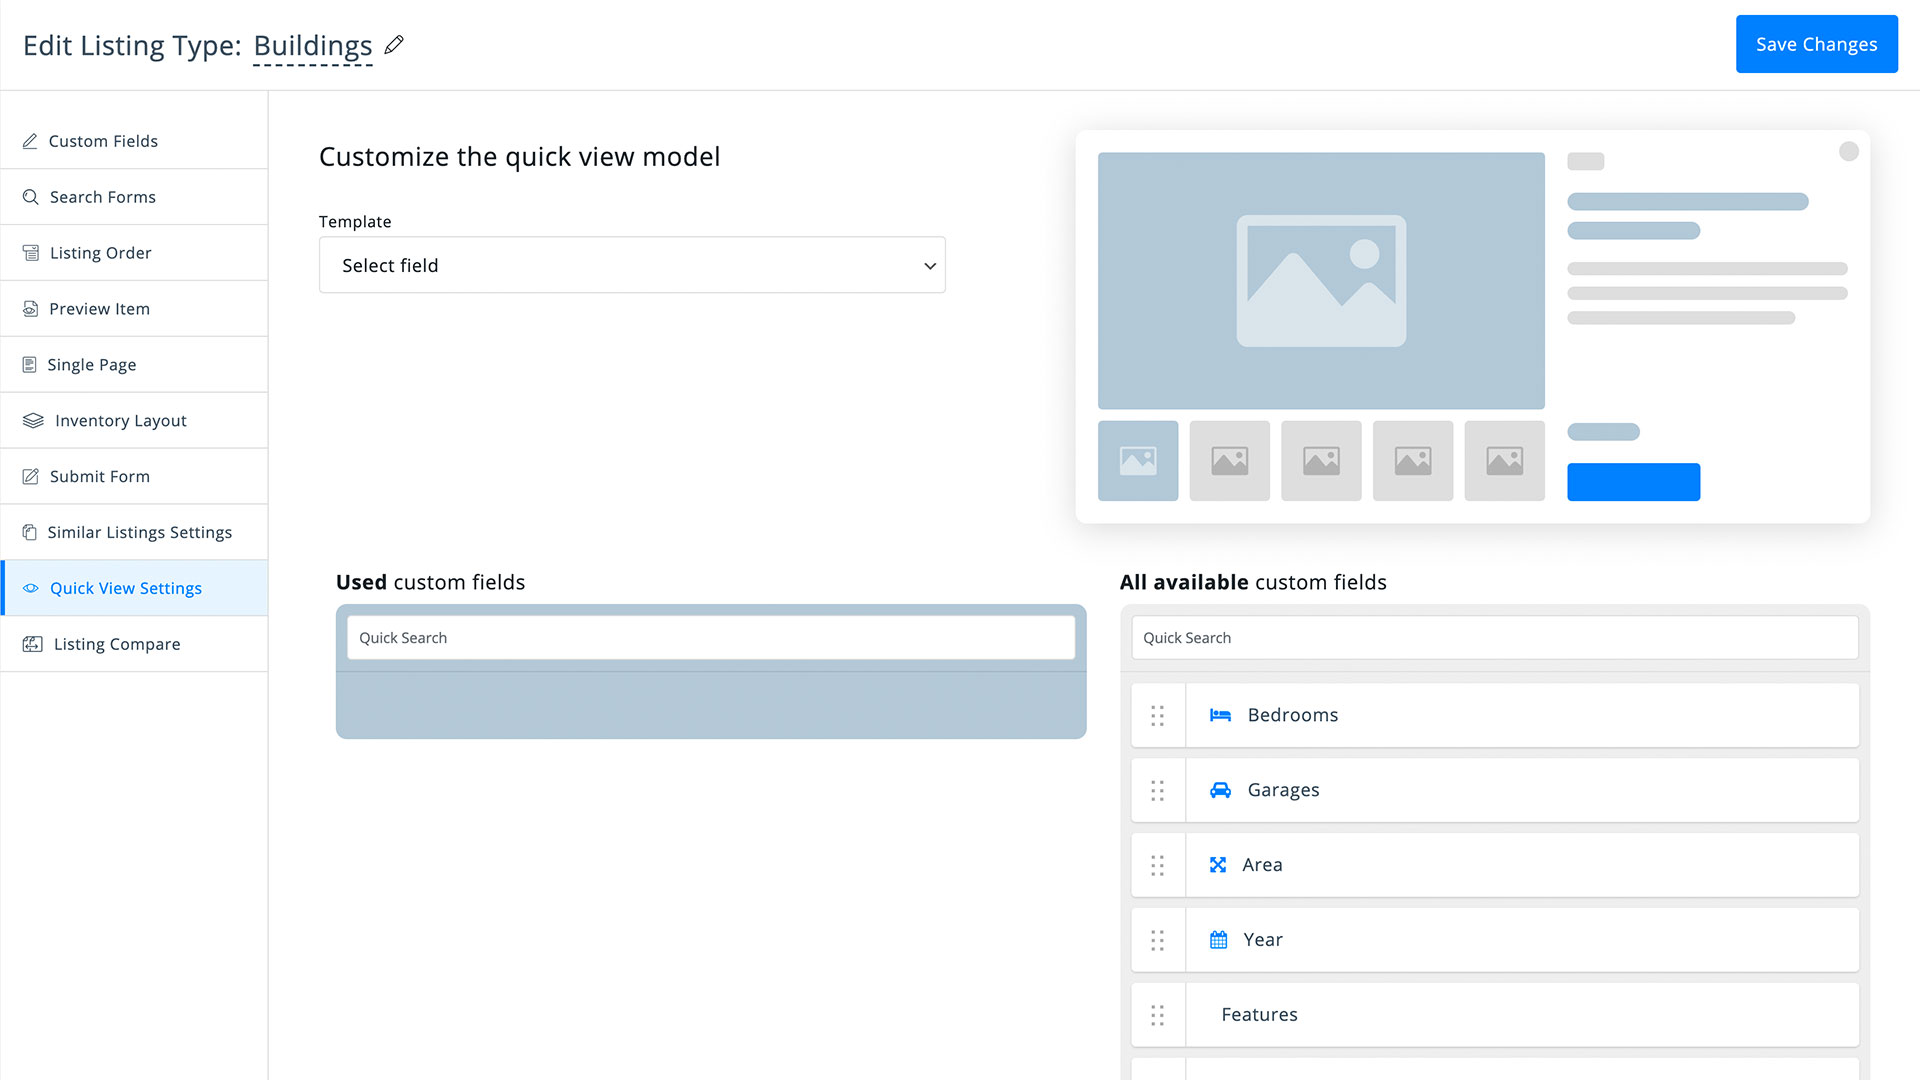 Edit Listing Type: Buildings
Save Changes
Custom Fields
Search Forms
Listing Order
Preview Item
Single Page
Inventory Layout
Submit Form
Similar Listings Settings
Quick View Settings
Listing Compare
Customize the quick view model
Template
Select field
Used custom fields
Quick Search
All available custom fields
Quick Search
Bedrooms
Garages
Area
Year
Features